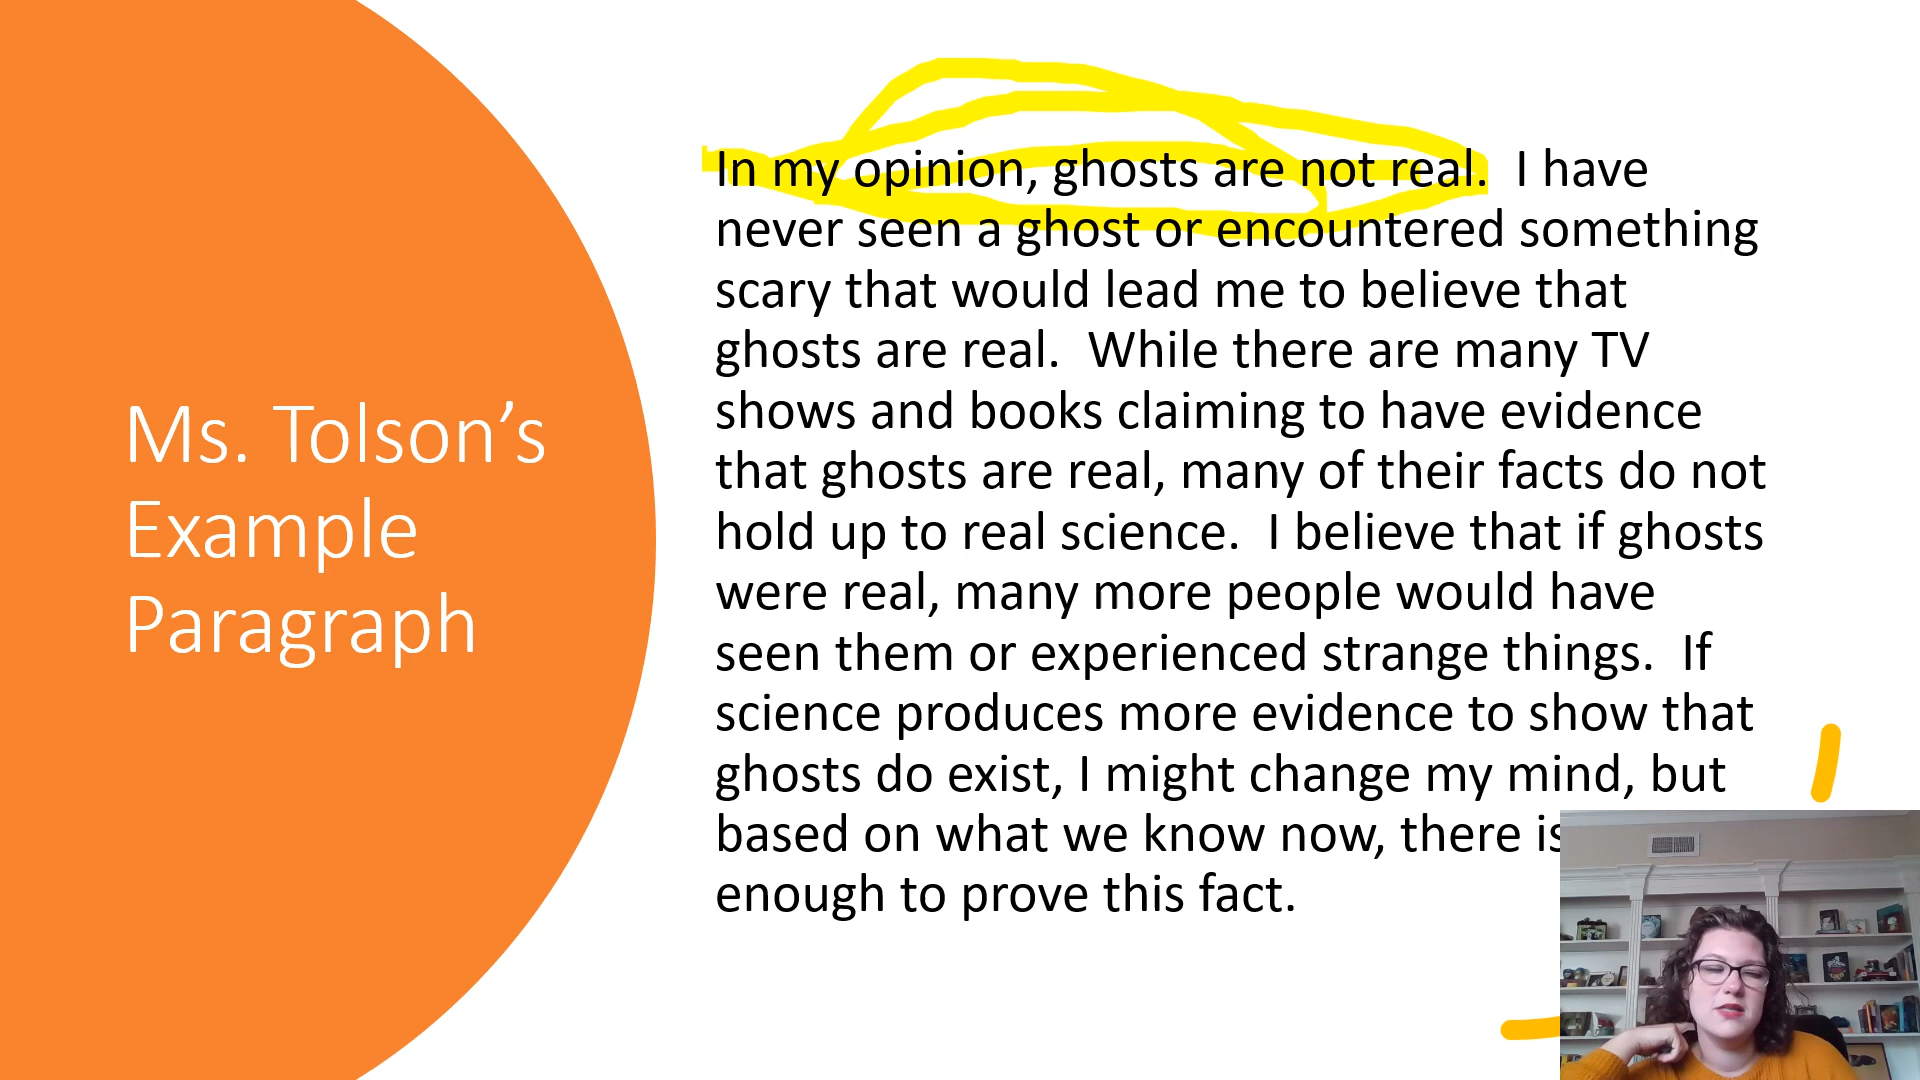 Ms. Tolson’s
Example
Paragraph
In my opinion, ghosts are not real.  I have
never seen a ghost or encountered something
scary that would lead me to believe that
ghosts are real.  While there are many TV
shows and books claiming to have evidence
that ghosts are real, many of their facts do not
hold up to real science.  I believe that if ghosts
were real, many more people would have
seen them or experienced strange things.  If
science produces more evidence to show that
ghosts do exist, I might change my mind, but
based on what we know now, there is
enough to prove this fact.